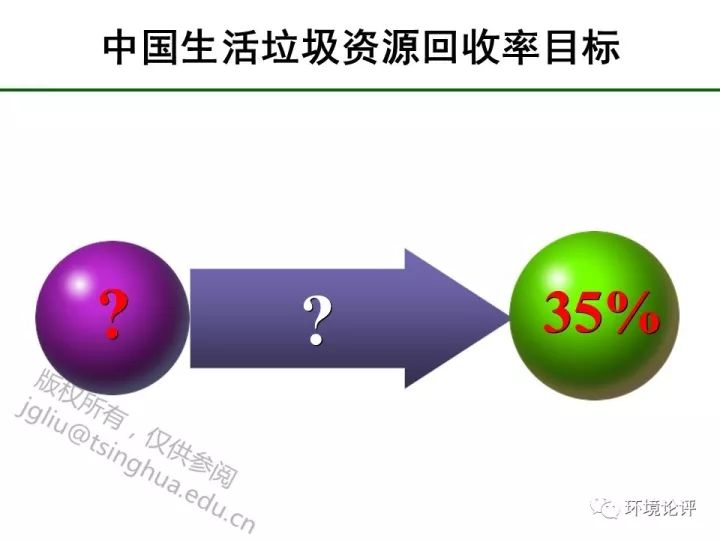 中国生活垃圾资源回收率目标
?
?
35%
版权所有，仅供参阅
jgliu@tsinghua.edu.cn
环境论评